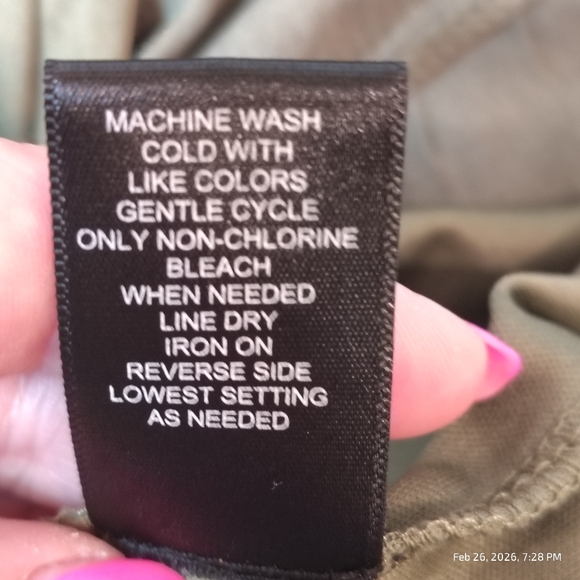 MACHINE WASH
COLD WITH
LIKE COLORS
GENTLE CYCLE
ONLY NON-CHLORINE
BLEACH
WHEN NEEDED
LINE DRY
IRON ON
REVERSE SIDE
LOWEST SETTING
AS NEEDED
Feb 26, 2026, 7:28 PM